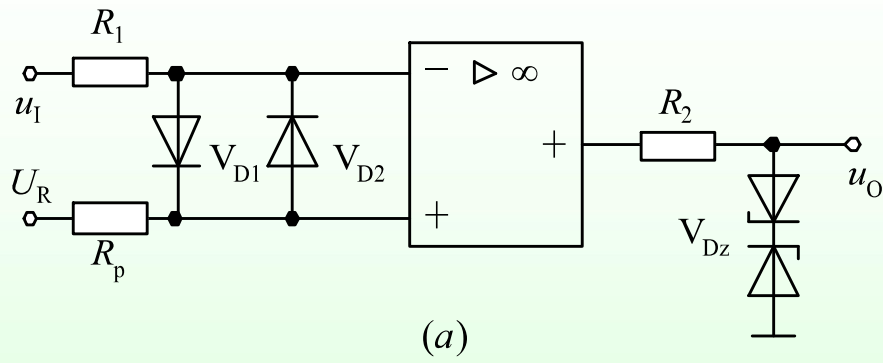 R1
uI
− ▷ ∞
VD1
VD2
+
R2
uO
UR
+
VDz
Rp
(a)